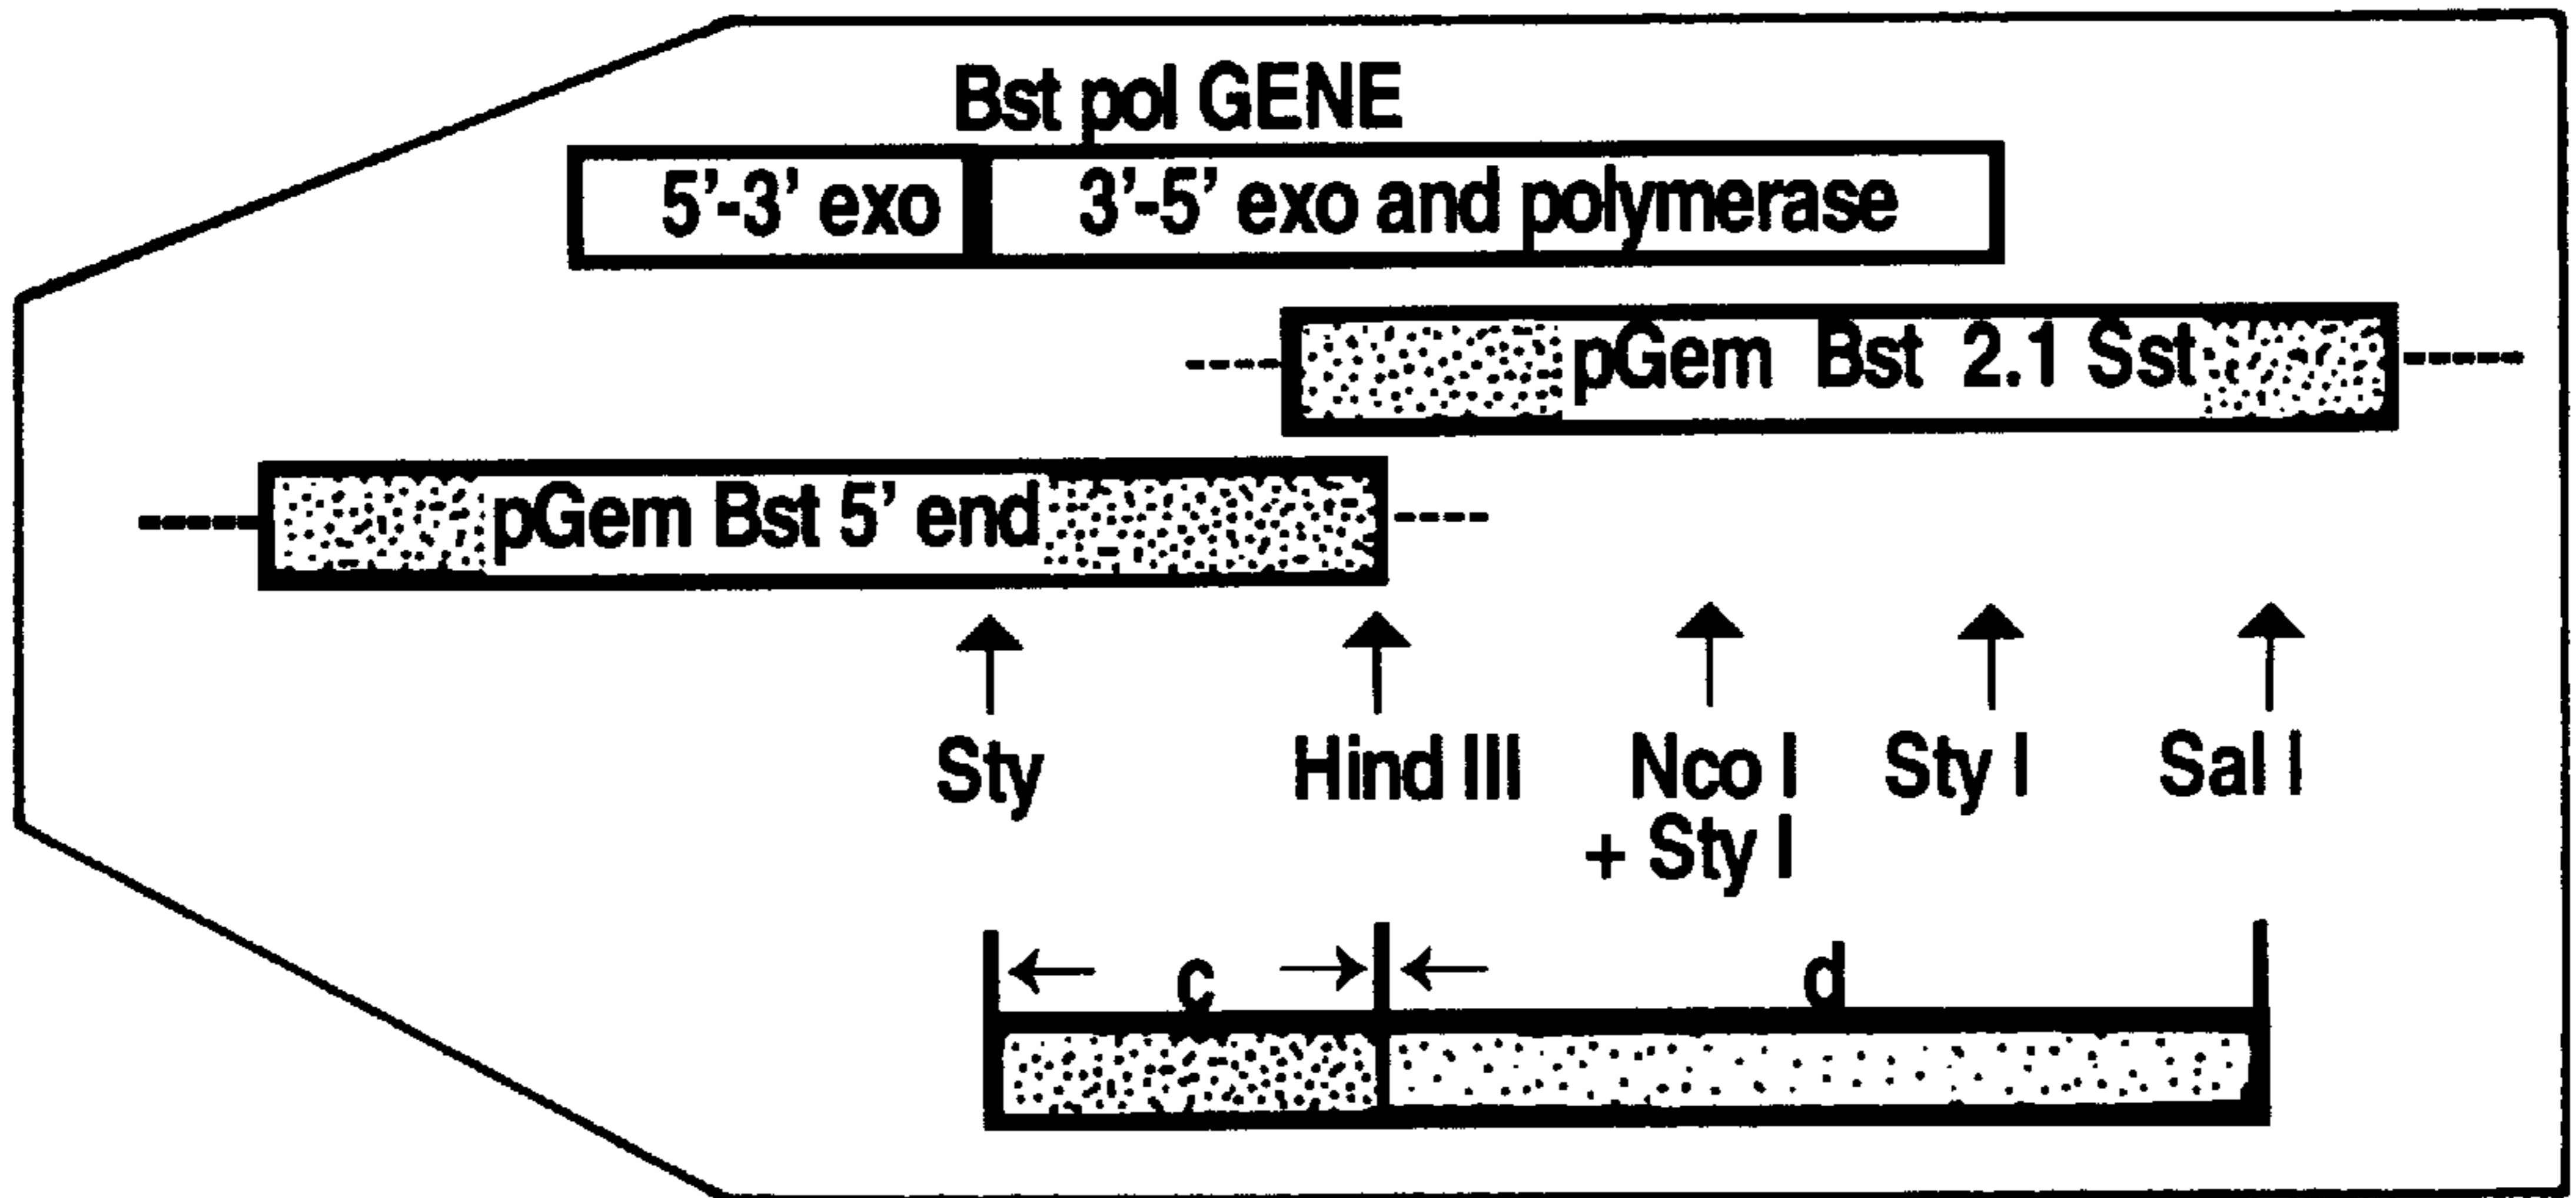 Bst pol GENE
5'-3' exo 3'-5' exo and polymerase
pGem Bst 2.1 Sst
pGem Bst 5' end
Sty Hind III Nco I Sty I Sal I
+ Sty I
c d